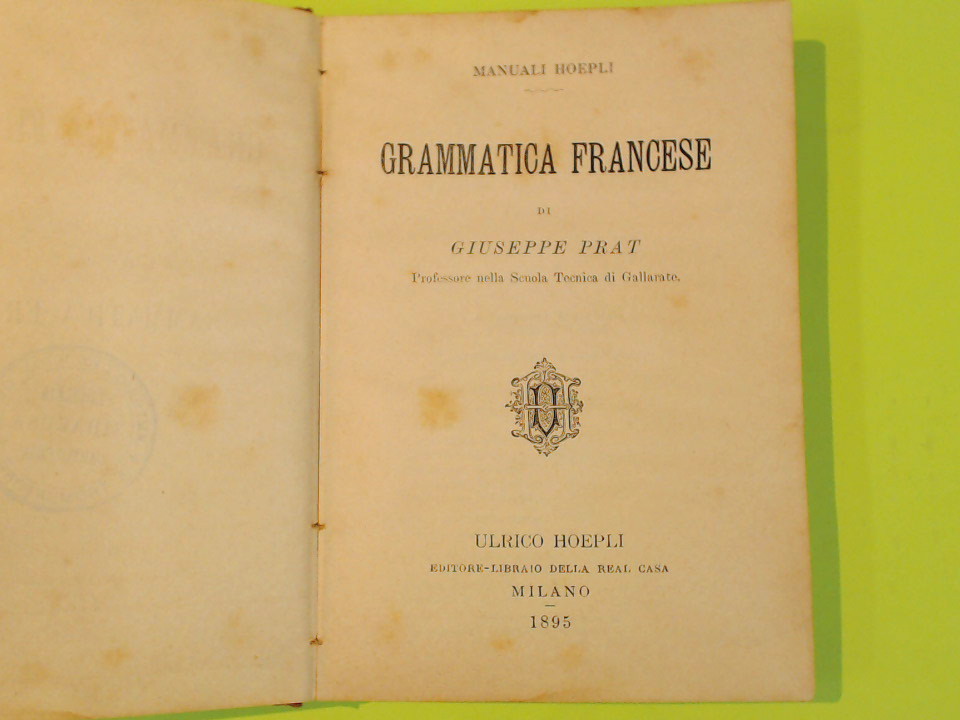 MANUALI HOEPLI
GRAMMATICA FRANCESE
DI
GIUSEPPE PRAT
Professore nella Scuola Tecnica di Gallarate.
ULRICO HOEPLI
EDITORE-LIBRAIO DELLA REAL CASA
MILANO
1895